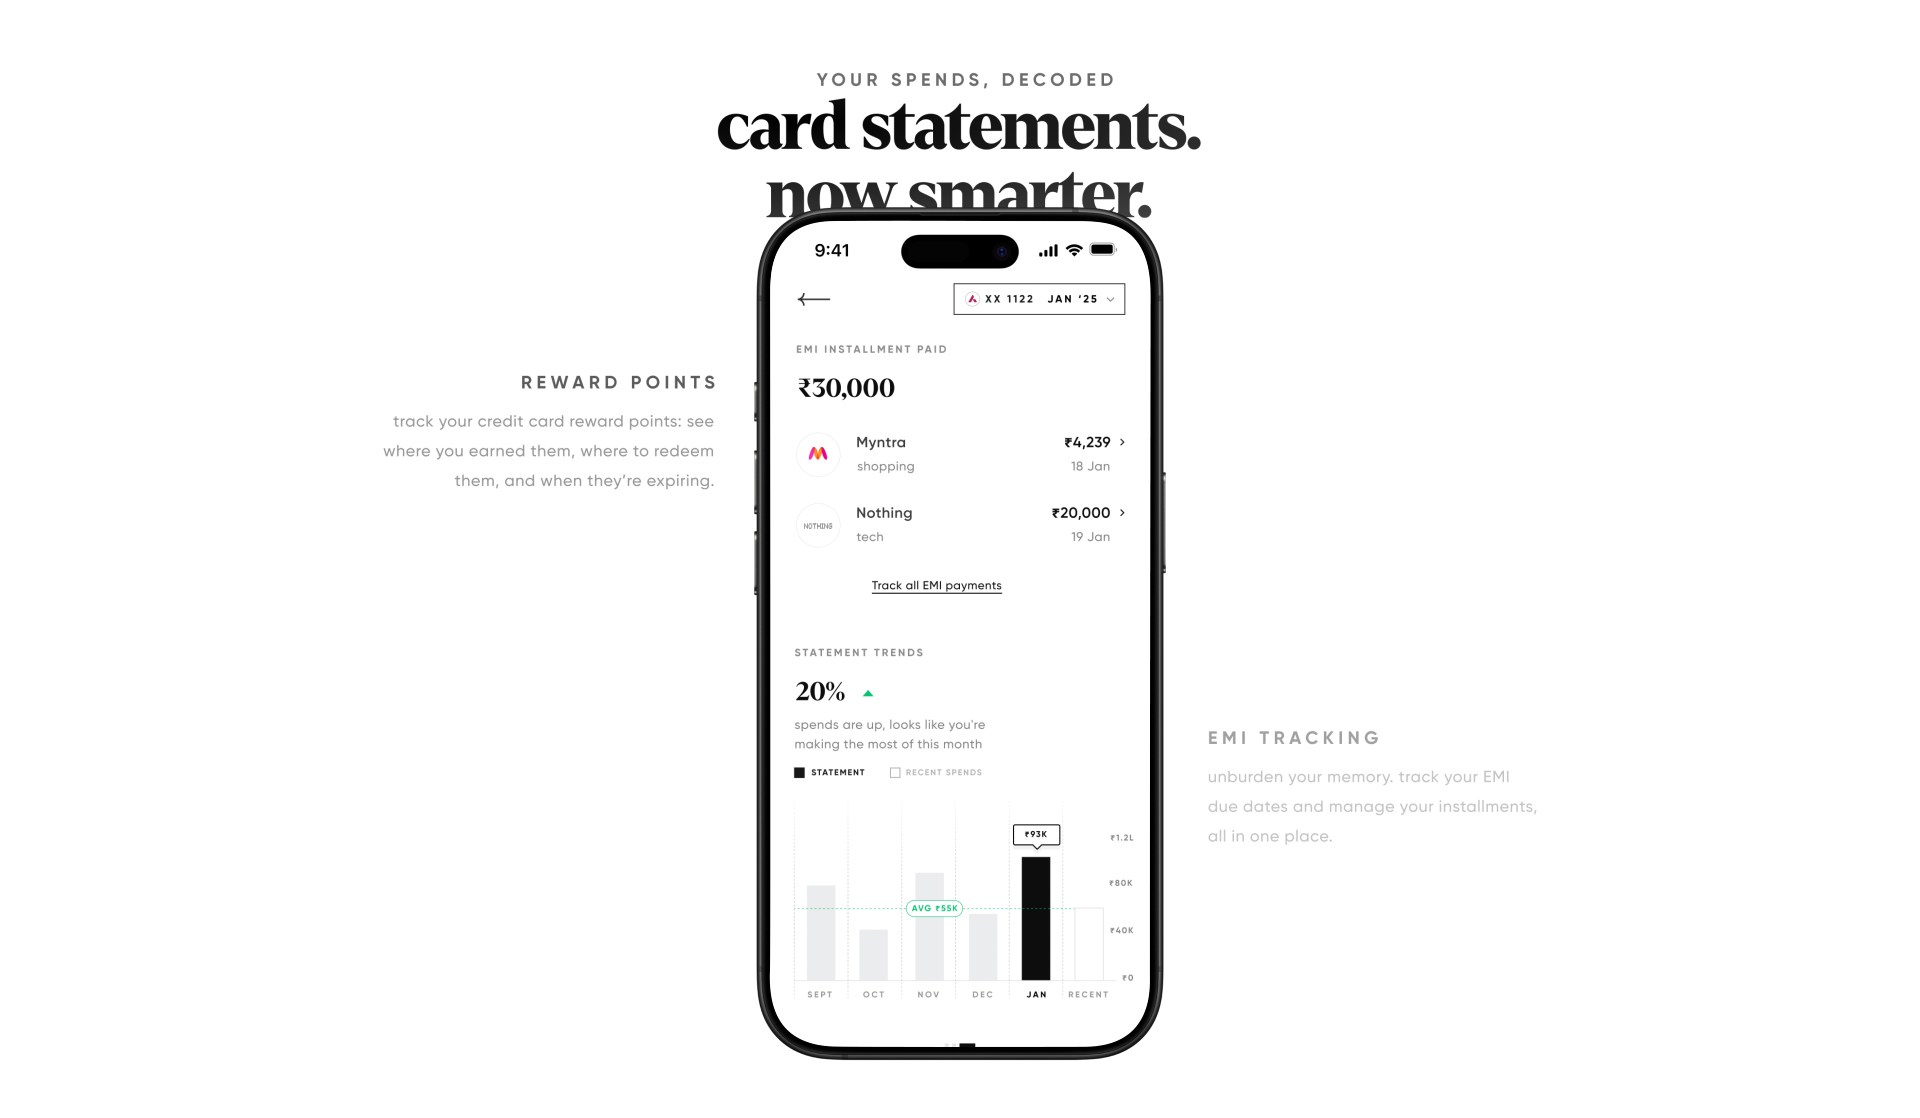 YOUR SPENDS, DECODED
card statements.
now smarter.
9:41
XX 1122 JAN ‘25
EMI INSTALLMENT PAID
₹30,000
REWARD POINTS
track your credit card reward points: see
where you earned them, where to redeem
them, and when they’re expiring.
Myntra ₹4,239
shopping 18 Jan
NOTHING
Nothing ₹20,000
tech 19 Jan
Track all EMI payments
STATEMENT TRENDS
20%
spends are up, looks like you're
making the most of this month
STATEMENT RECENT SPENDS
EMI TRACKING
unburden your memory. track your EMI
due dates and manage your installments,
all in one place.
₹93K
₹1.2L
₹80K
AVG ₹55K
₹40K
₹0
SEPT OCT NOV DEC JAN RECENT